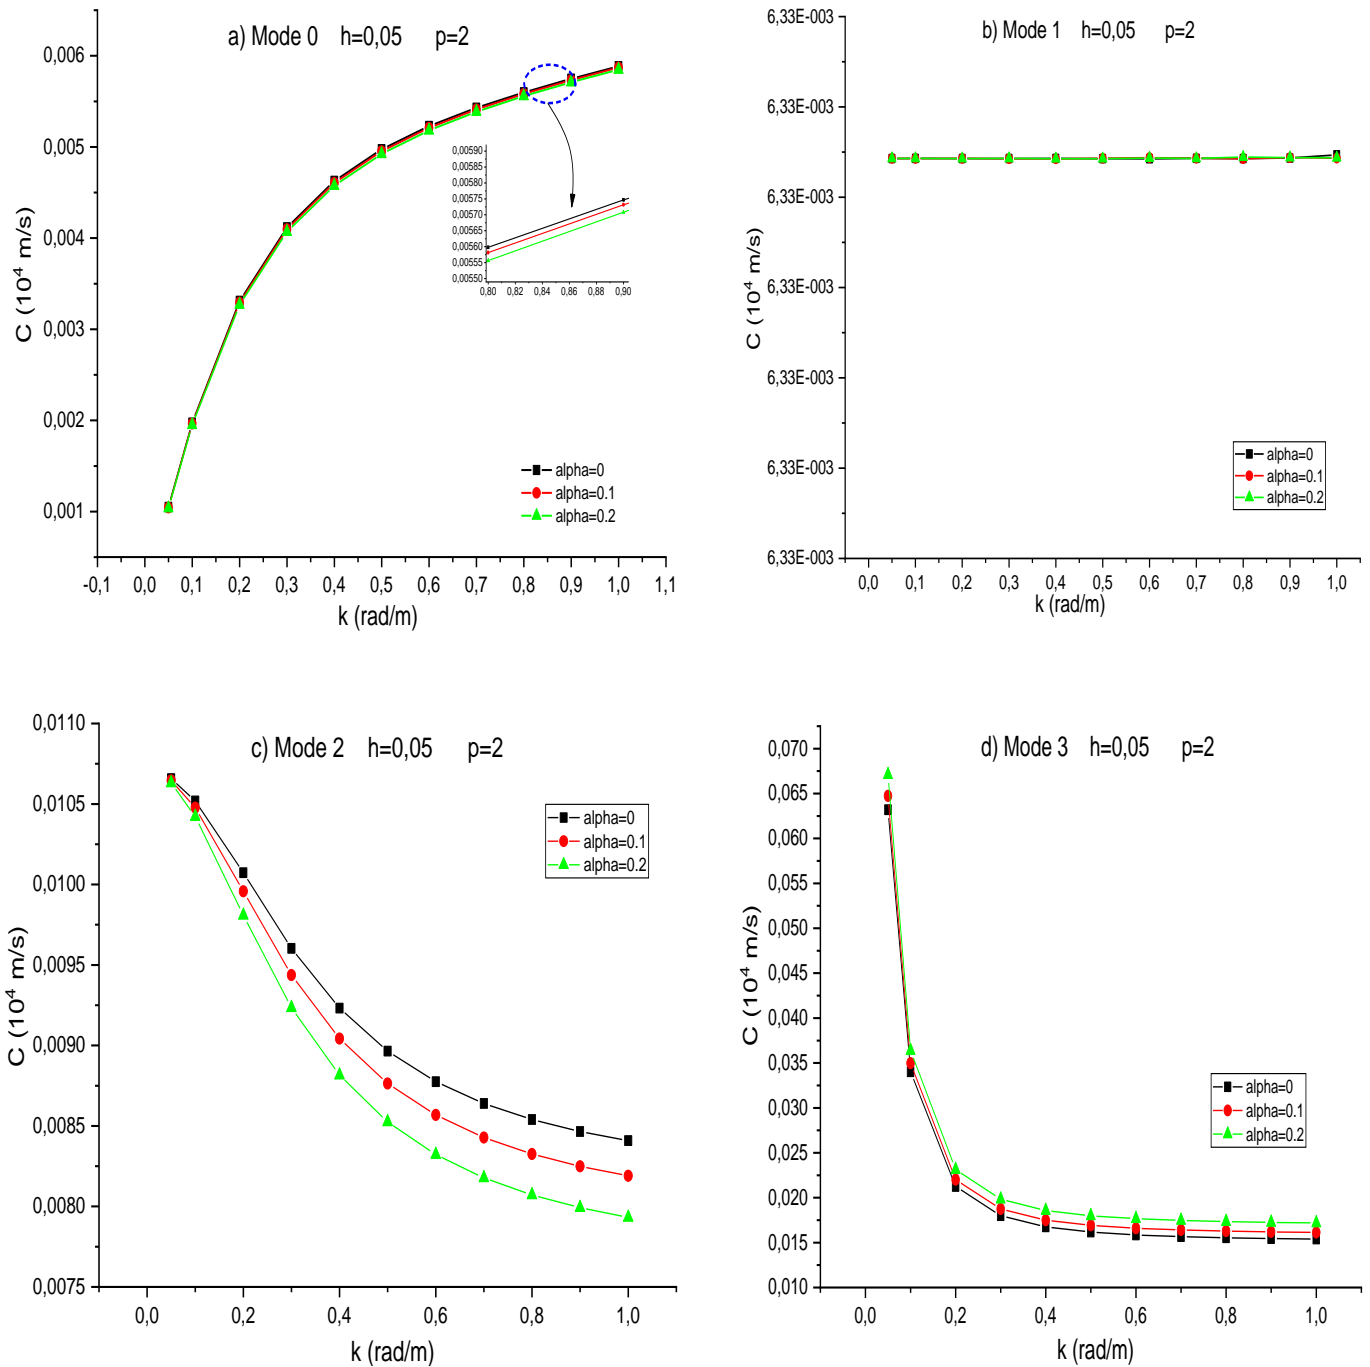 a) Mode 0 h=0,05 p=2
0,006
0,005
0,004
0,003
0,002
0,001
C (10⁴ m/s)
0,00590
0,00585
0,00580
0,00575
0,00570
0,00565
0,00560
0,00555
0,00550
0,80 0,82 0,84 0,86 0,88 0,90
alpha=0
alpha=0.1
alpha=0.2
-0,1 0,0 0,1 0,2 0,3 0,4 0,5 0,6 0,7 0,8 0,9 1,0 1,1
k (rad/m)
b) Mode 1 h=0,05 p=2
6,33E-003
6,33E-003
6,33E-003
6,33E-003
6,33E-003
6,33E-003
6,33E-003
C (10⁴ m/s)
alpha=0
alpha=0.1
alpha=0.2
0,0 0,1 0,2 0,3 0,4 0,5 0,6 0,7 0,8 0,9 1,0
k (rad/m)
c) Mode 2 h=0,05 p=2
0,0110
0,0105
0,0100
0,0095
0,0090
0,0085
0,0080
0,0075
C (10⁴ m/s)
alpha=0
alpha=0.1
alpha=0.2
0,0 0,2 0,4 0,6 0,8 1,0
k (rad/m)
d) Mode 3 h=0,05 p=2
0,070
0,065
0,060
0,055
0,050
0,045
0,040
0,035
0,030
0,025
0,020
0,015
0,010
C (10⁴ m/s)
alpha=0
alpha=0.1
alpha=0.2
0,0 0,2 0,4 0,6 0,8 1,0
k (rad/m)